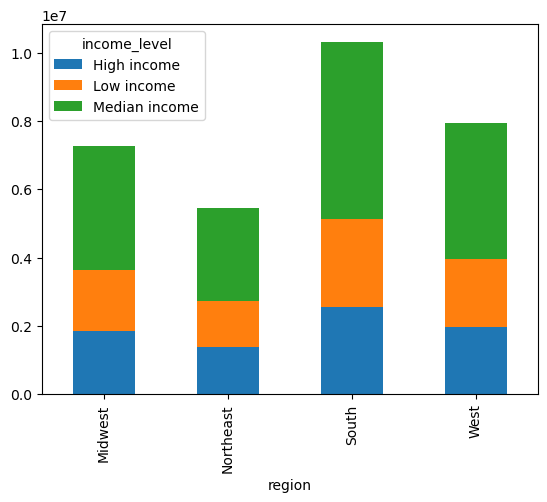 1e7
income_level
High income
Low income
Median income
1.0
0.8
0.6
0.4
0.2
0.0
Midwest
Northeast
South
West
region